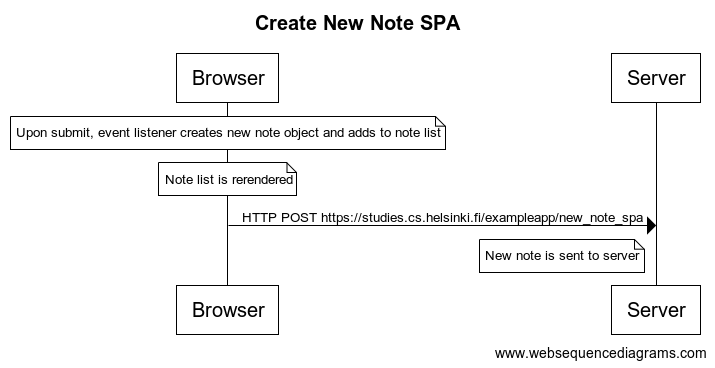 Create New Note SPA
Browser
Server
Upon submit, event listener creates new note object and adds to note list
Note list is rerendered
HTTP POST https://studies.cs.helsinki.fi/exampleapp/new_note_spa
New note is sent to server
Browser
Server
www.websequencediagrams.com